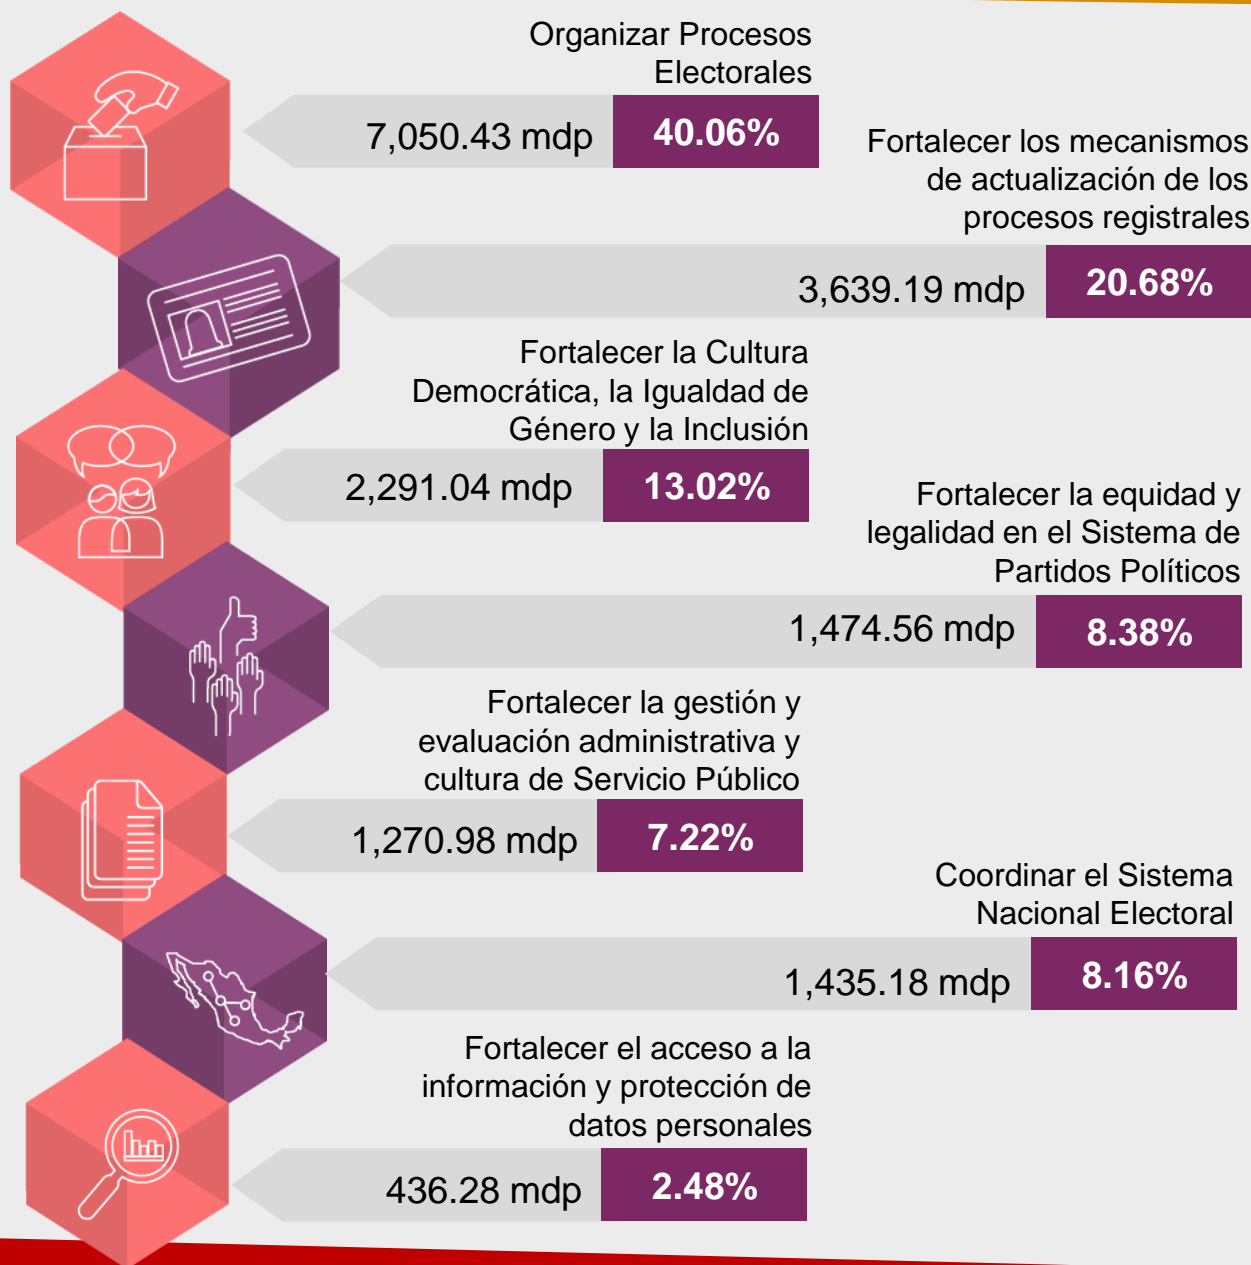 Organizar Procesos
Electorales
7,050.43 mdp
40.06%
Fortalecer los mecanismos
de actualización de los
procesos registrales
3,639.19 mdp
20.68%
Fortalecer la Cultura
Democrática, la Igualdad de
Género y la Inclusión
2,291.04 mdp
13.02%
Fortalecer la equidad y
legalidad en el Sistema de
Partidos Políticos
1,474.56 mdp
8.38%
Fortalecer la gestión y
evaluación administrativa y
cultura de Servicio Público
1,270.98 mdp
7.22%
Coordinar el Sistema
Nacional Electoral
1,435.18 mdp
8.16%
Fortalecer el acceso a la
información y protección de
datos personales
436.28 mdp
2.48%